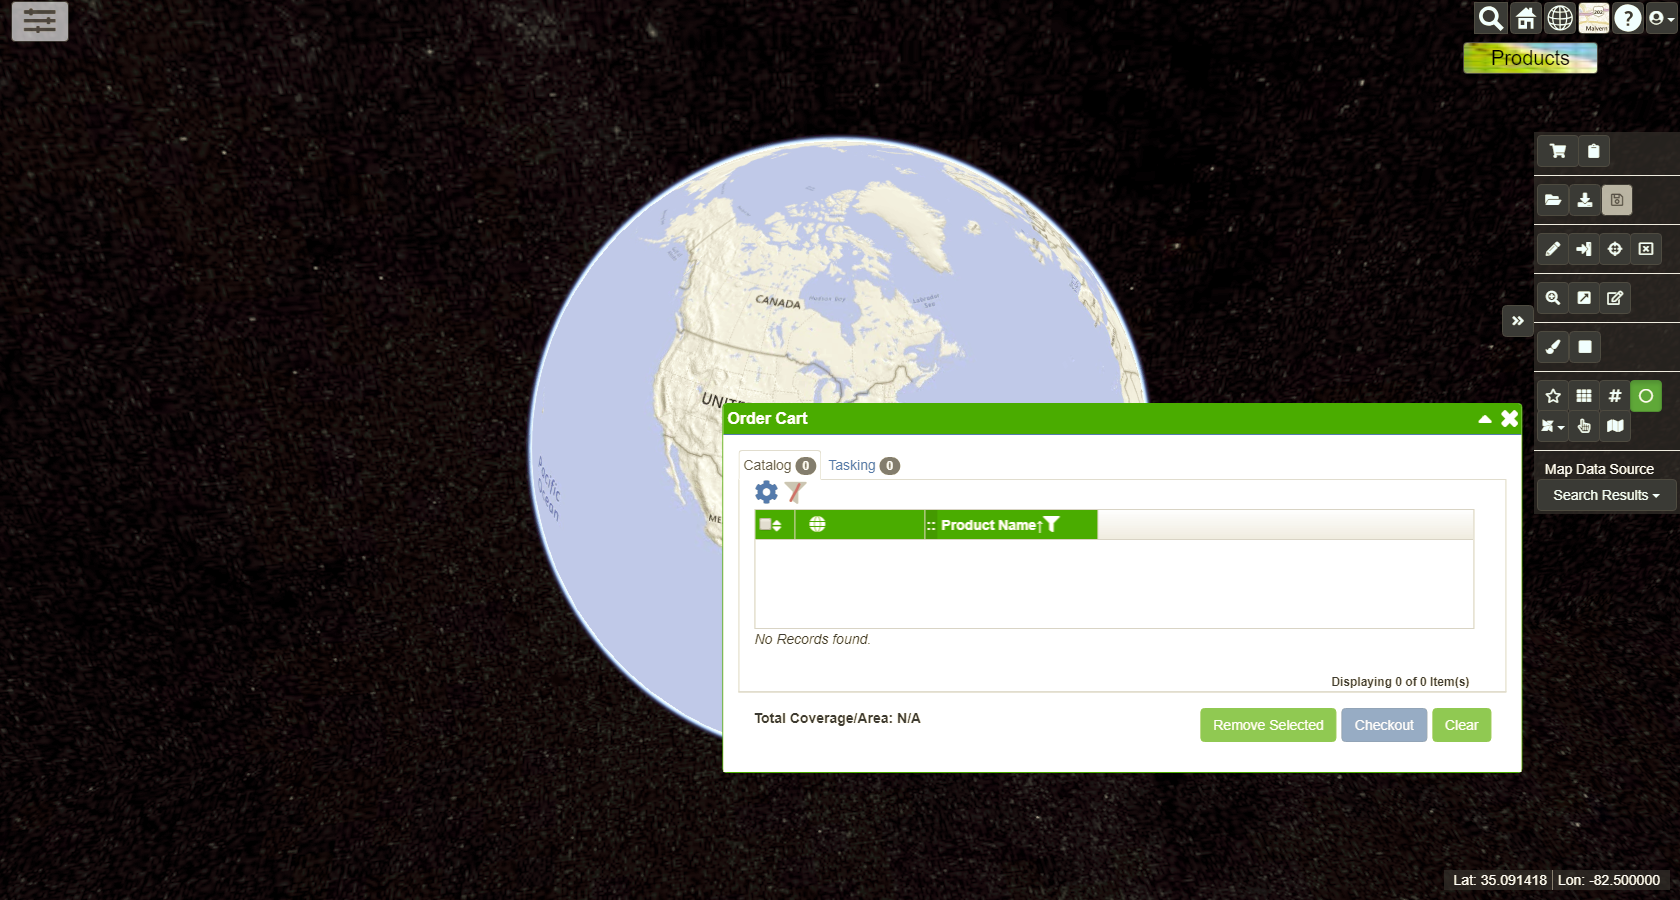 202
Malvern
Products
CANADA
Hudson Bay
Labrador
Sea
UNITE
Pacific
Ocean
ME
Order Cart
Catalog 0 Tasking 0
:: Product Name↑
No Records found.
Displaying 0 of 0 Item(s)
Total Coverage/Area: N/A
Remove Selected Checkout Clear
Map Data Source
Search Results
Lat: 35.091418 Lon: -82.500000